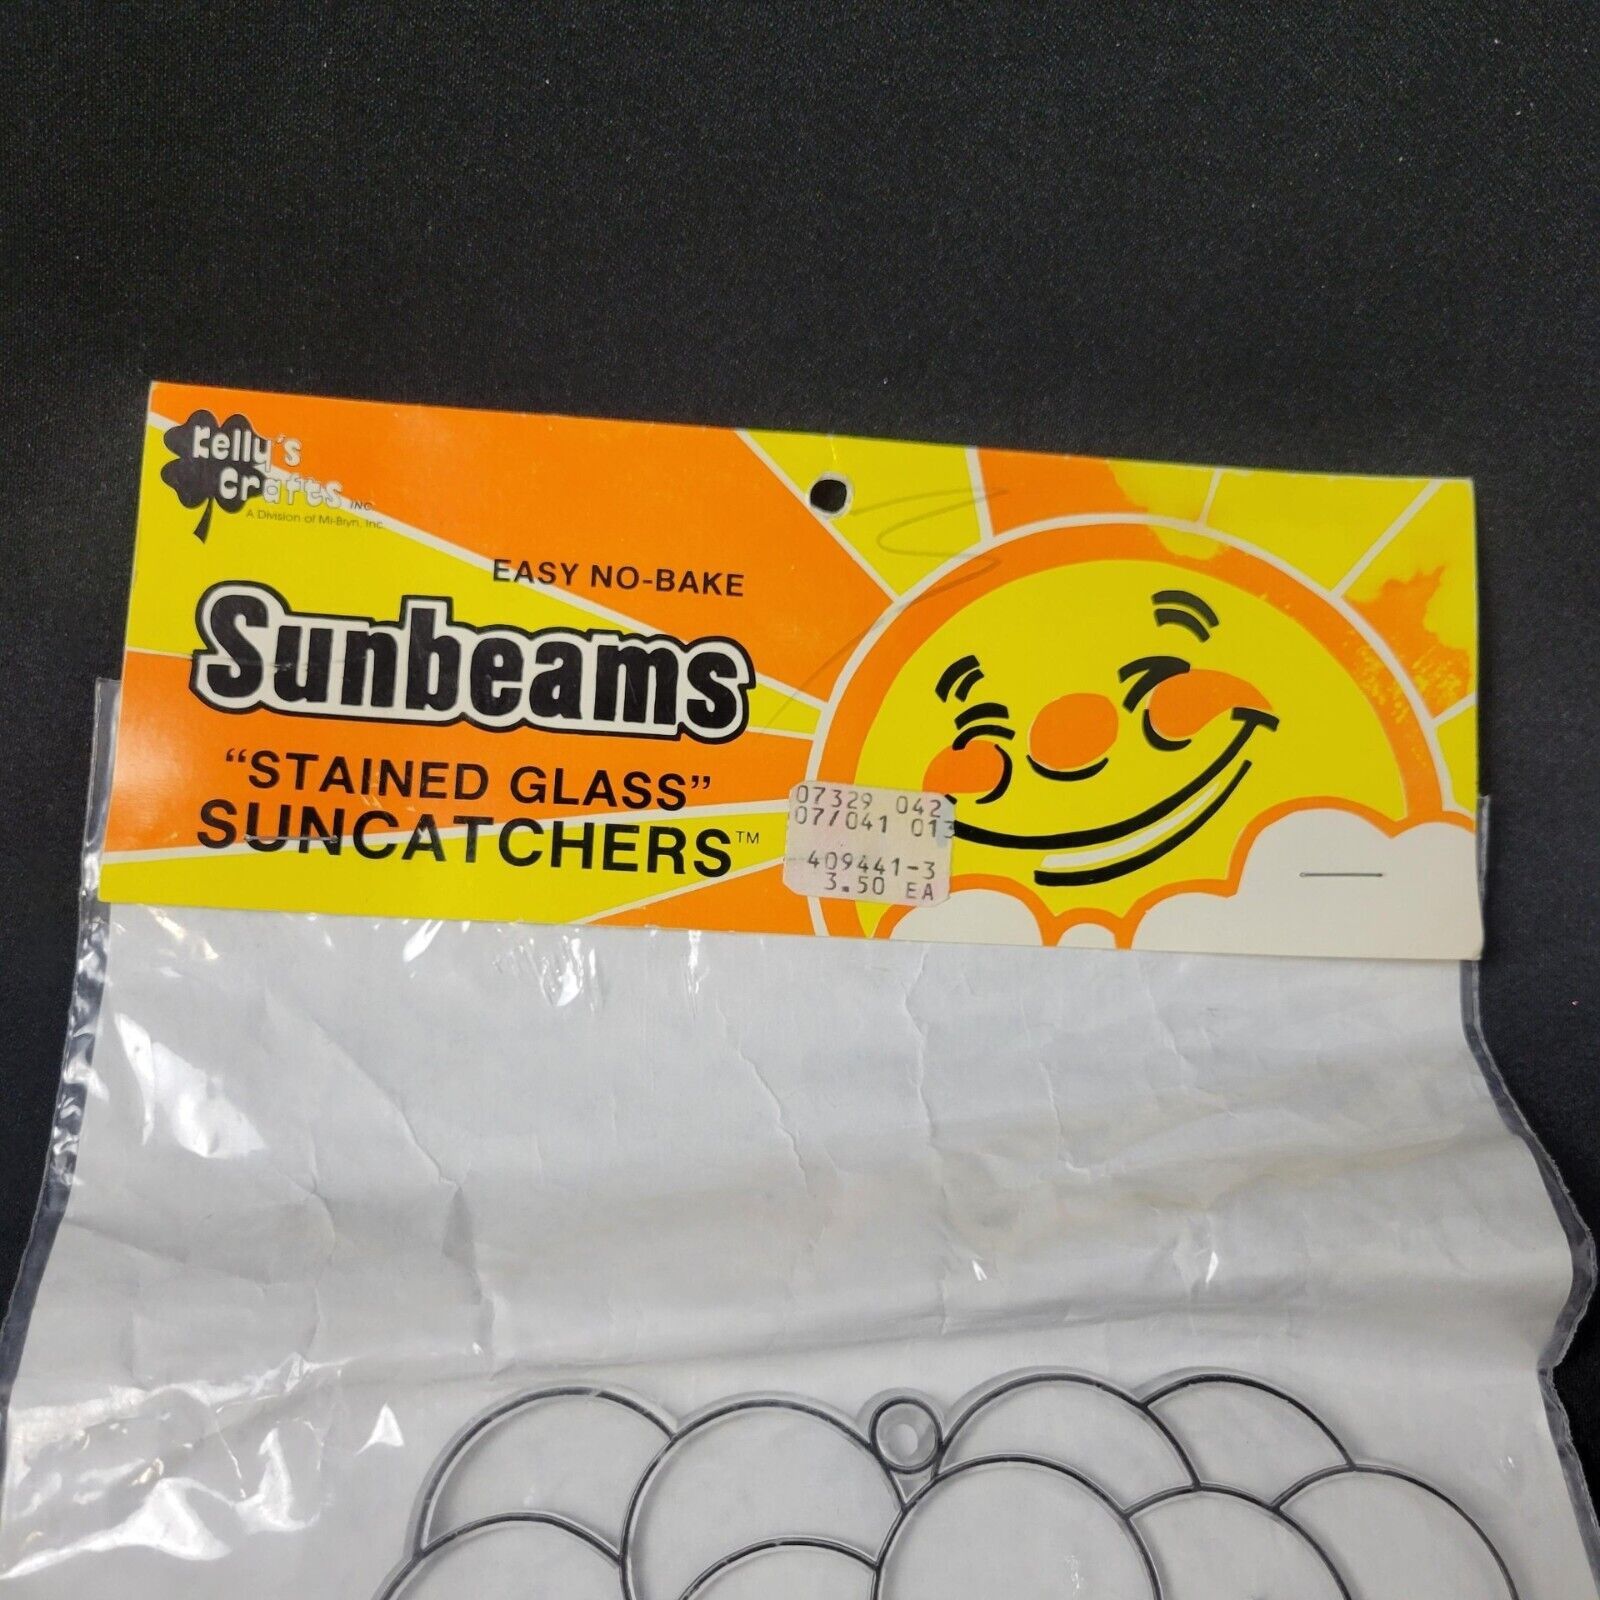 Kelly's
Crafts INC
A Division of Mi-Bryn, Inc.
EASY NO-BAKE
Sunbeams
“STAINED GLASS”
SUNCATCHERS™
07329 042
07/041 013
409441-3
3.50 EA